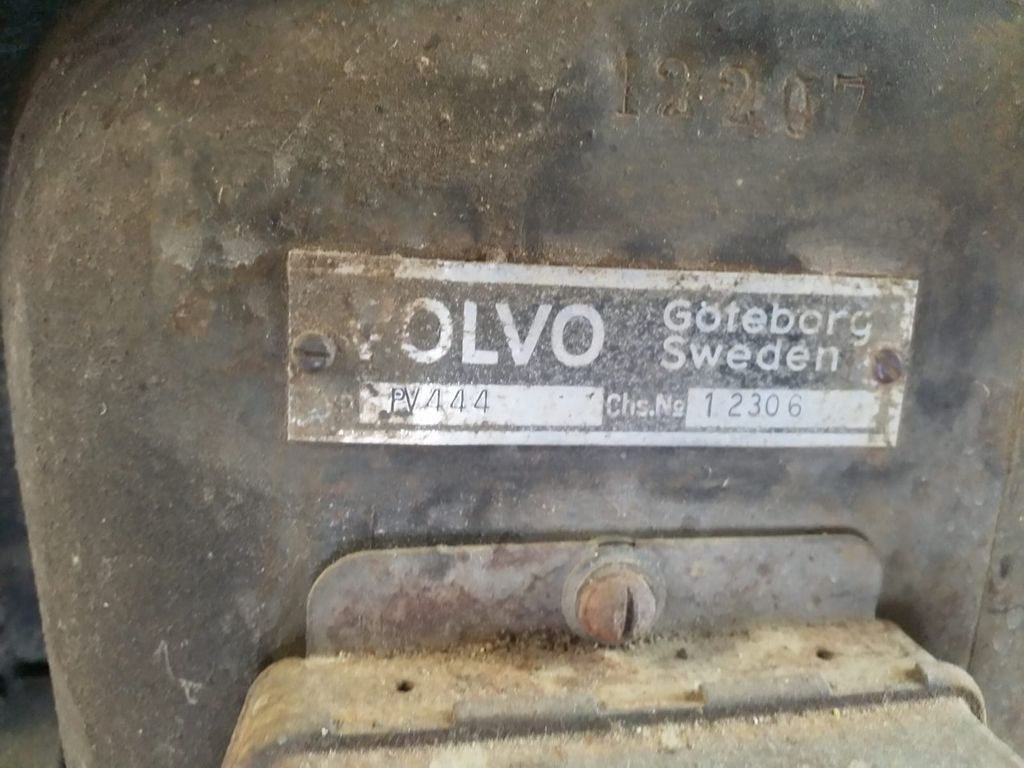 12207
VOLVO Göteborg
Sweden
PV444 Chs.№ 12306